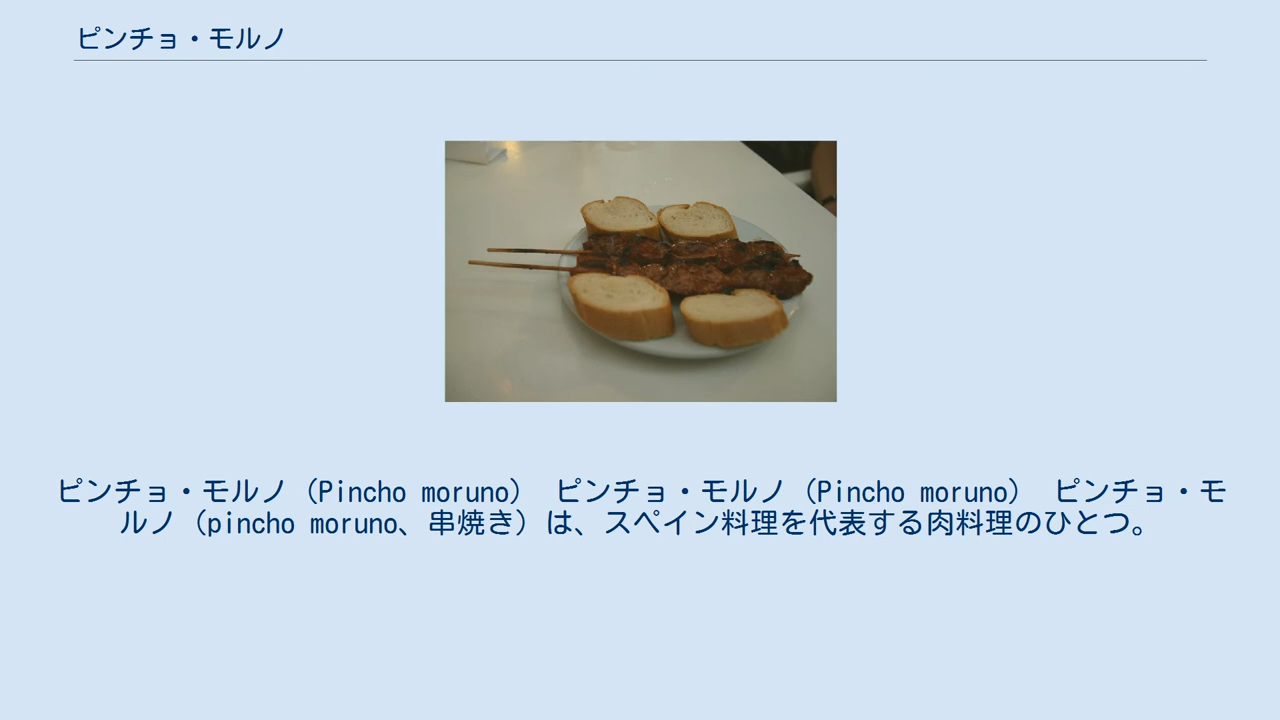 ピンチョ・モルノ
ピンチョ・モルノ（Pincho moruno） ピンチョ・モルノ（Pincho moruno） ピンチョ・モ
ルノ（pincho moruno、串焼き）は、スペイン料理を代表する肉料理のひとつ。